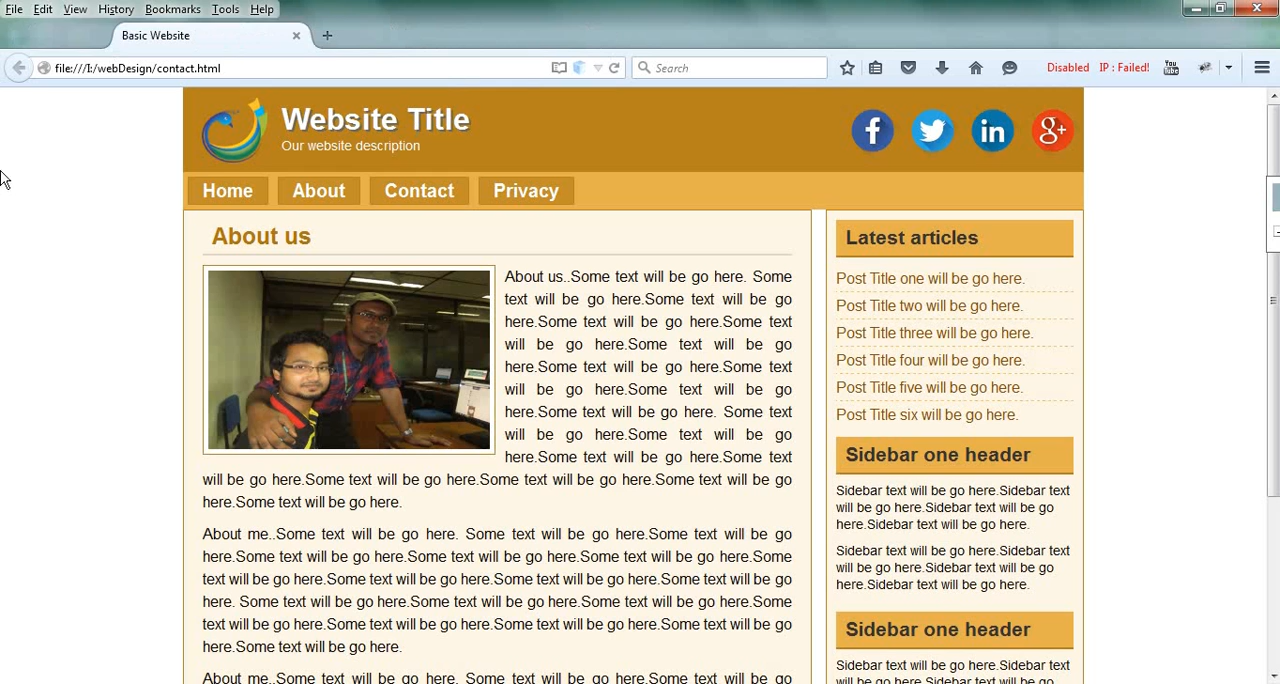 File Edit View History Bookmarks Tools Help
Basic Website
file:///I:/webDesign/contact.html
Search
Disabled IP : Failed!
You Tube
Website Title
Our website description
f
in
g+
Home About Contact Privacy
About us
About us..Some text will be go here. Some
text will be go here.Some text will be go
here.Some text will be go here.Some text
will be go here.Some text will be go
here.Some text will be go here.Some text
will be go here.Some text will be go
here.Some text will be go here. Some text
will be go here.Some text will be go
here.Some text will be go here.Some text
will be go here.Some text will be go here.Some text will be go here.Some text will be go
here.Some text will be go here.
About me..Some text will be go here. Some text will be go here.Some text will be go
here.Some text will be go here.Some text will be go here.Some text will be go here.Some
text will be go here.Some text will be go here.Some text will be go here.Some text will be go
here. Some text will be go here.Some text will be go here.Some text will be go here.Some
text will be go here.Some text will be go here.Some text will be go here.Some text will be go
here.Some text will be go here.
About me..Some text will be go here. Some text will be go here.Some text will be go
Latest articles
Post Title one will be go here.
Post Title two will be go here.
Post Title three will be go here.
Post Title four will be go here.
Post Title five will be go here.
Post Title six will be go here.
Sidebar one header
Sidebar text will be go here.Sidebar text
will be go here.Sidebar text will be go
here.Sidebar text will be go here.
Sidebar text will be go here.Sidebar text
will be go here.Sidebar text will be go
here.Sidebar text will be go here.
Sidebar one header
Sidebar text will be go here.Sidebar text
will be go here.Sidebar text will be go